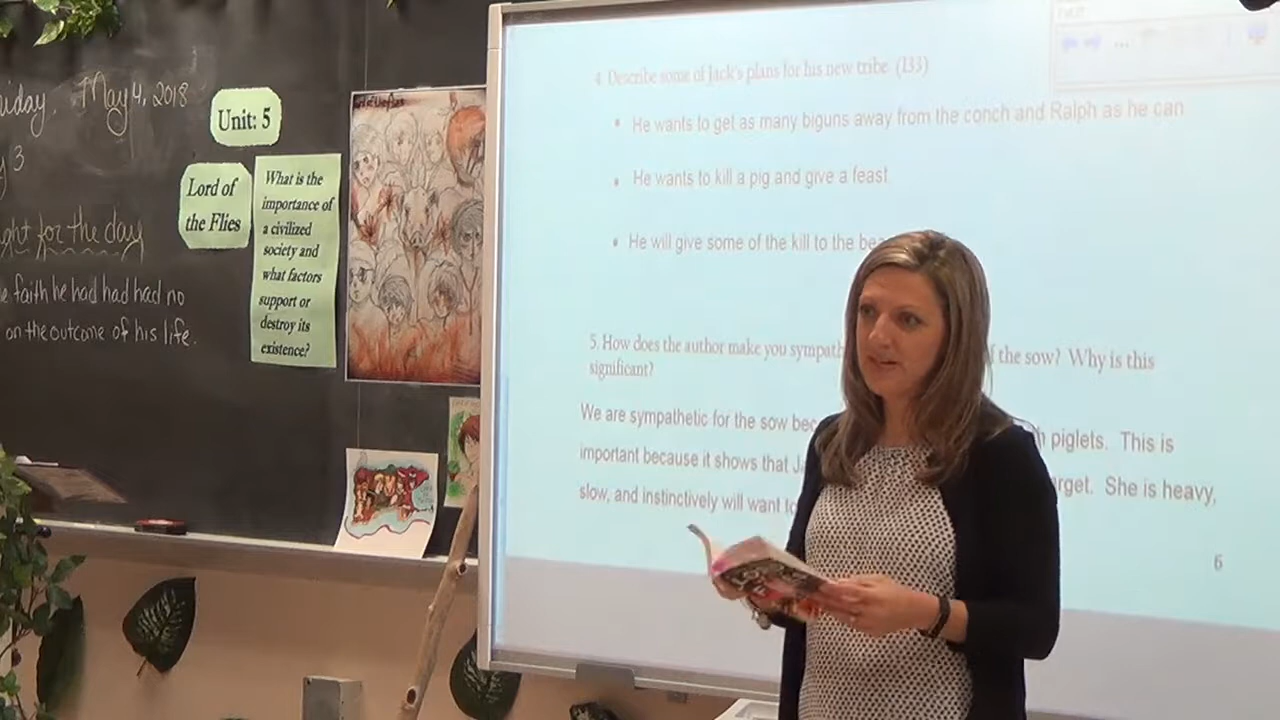 May 4, 2018
3
for the day
faith he had had had no
on the outcome of his life.
Unit: 5
Lord of
the Flies
What is the
importance of
a civilized
society and
what factors
support or
destroy its
existence?
4. Describe some of Jack's plans for his new tribe (133)
• He wants to get as many biguns away from the conch and Ralph as he can
• He wants to kill a pig and give a feast
• He will give some of the kill to the
5. How does the author make you the sow? Why is this
significant?
We are sympathetic for the sow piglets. This is
important because it shows that She is heavy,
slow, and instinctively will want
6